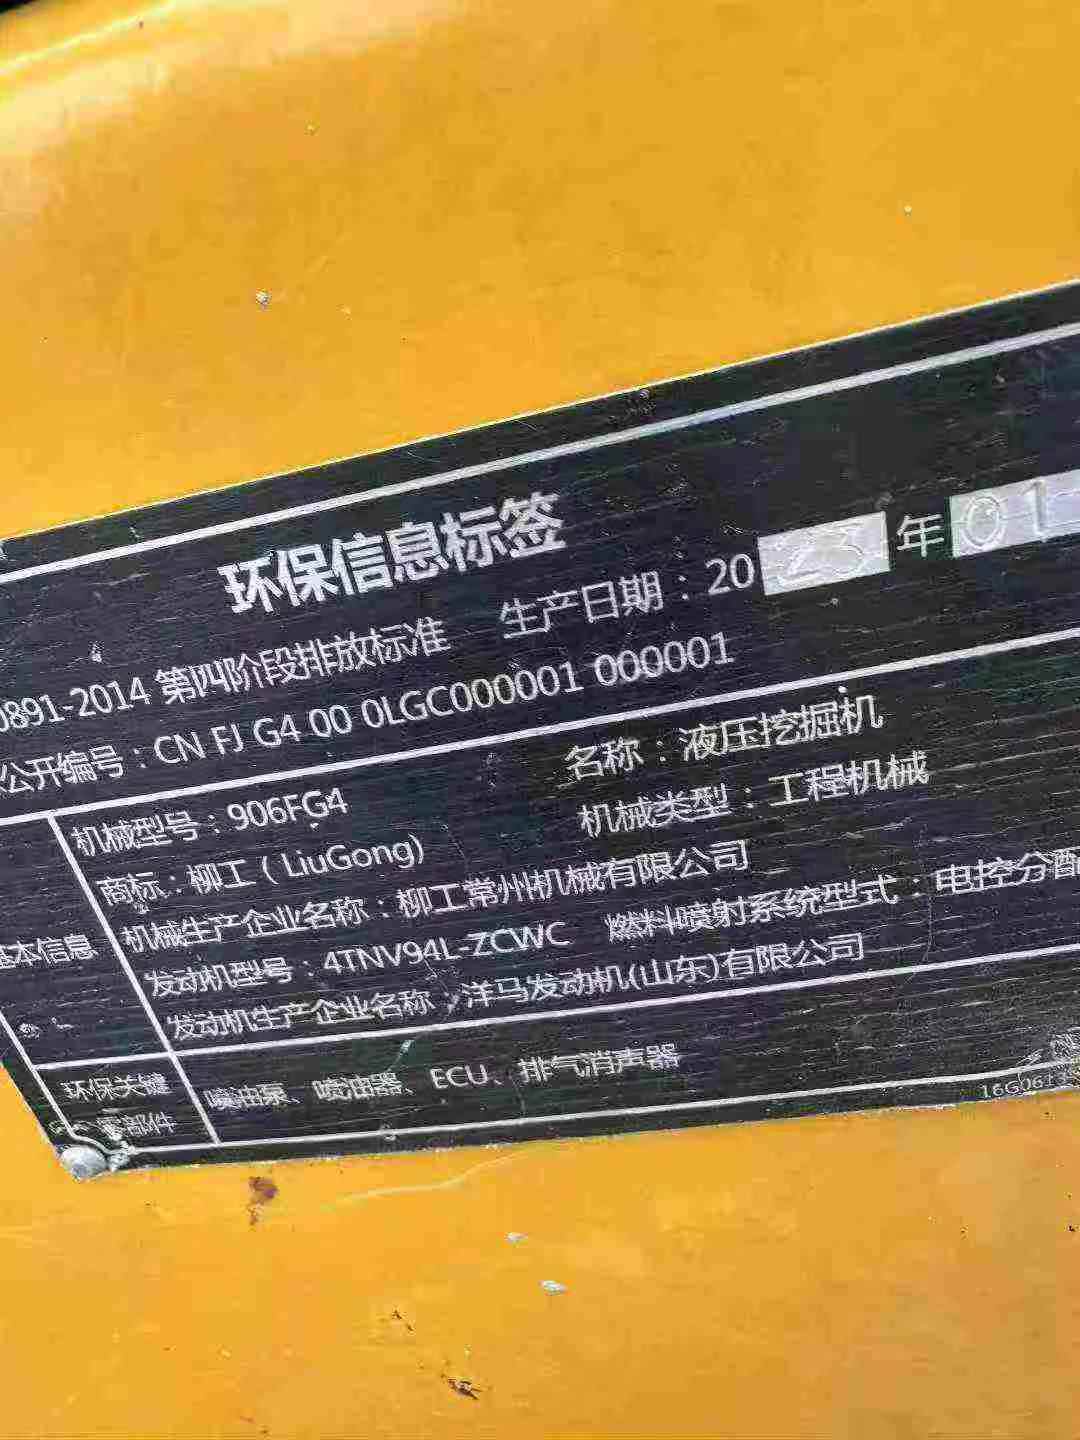 环保信息标签
0891-2014 第四阶段排放标准 生产日期：2023年01
公开编号：CN FJ G4 00 0LGC000001 000001
机械型号：906FG4 名称：液压挖掘机
商标：柳工（LiuGong) 机械类型：工程机械
机械生产企业名称：柳工常州机械有限公司
基本信息 发动机型号：4TNV94L-ZCWC 燃料喷射系统型式：电控分配
发动机生产企业名称：洋马发动机(山东)有限公司
环保关键 喷油泵、喷油器、ECU、排气消声器
零部件
16G0613